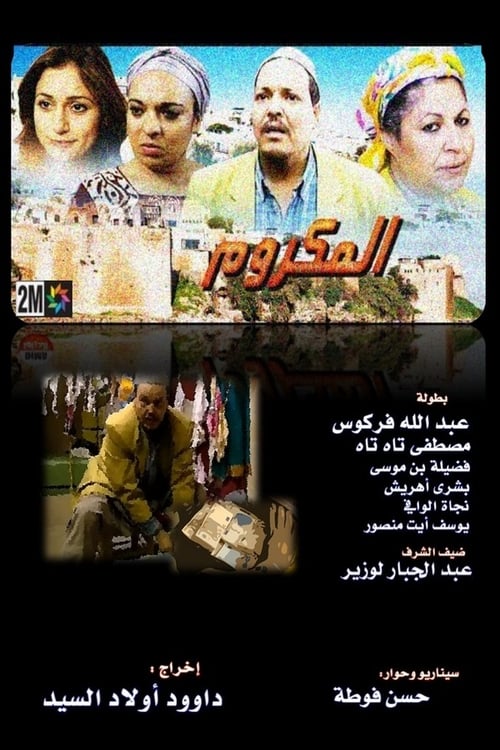 المكروم
2M
بطولة
عبد الله فركوس
مصطفى تاه تاه
فضيلة بن موسى
بشرى أهريش
نجاة الوافي
يوسف أيت منصور
ضيف الشرف
عبد الجبار لوزير
سيناريو وحوار:
حسن فوطة
إخراج :
داوود أولاد السيد